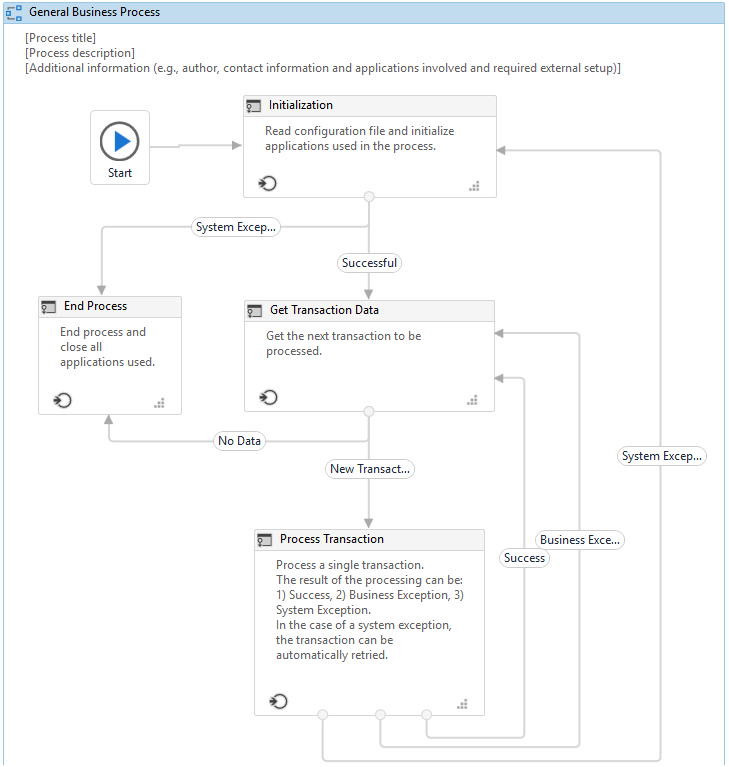 General Business Process
[Process title]
[Process description]
[Additional information (e.g., author, contact information and applications involved and required external setup)]
Initialization
Read configuration file and initialize
applications used in the process.
Start
System Excep...
Successful
End Process
End process and
close all
applications used.
Get Transaction Data
Get the next transaction to be
processed.
No Data
New Transact...
System Excep...
Business Exce...
Success
Process Transaction
Process a single transaction.
The result of the processing can be:
1) Success, 2) Business Exception, 3)
System Exception.
In the case of a system exception,
the transaction can be
automatically retried.